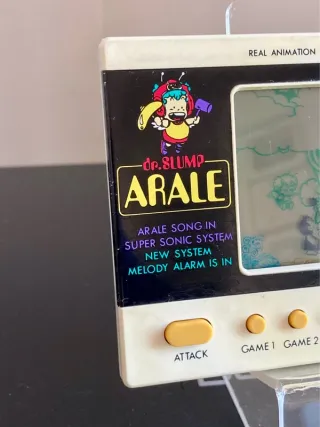 REAL ANIMATION
dr.SLUMP
ARALE
ARALE SONG IN
SUPER SONIC SYSTEM
NEW SYSTEM
MELODY ALARM IS IN
ATTACK
GAME 1
GAME 2